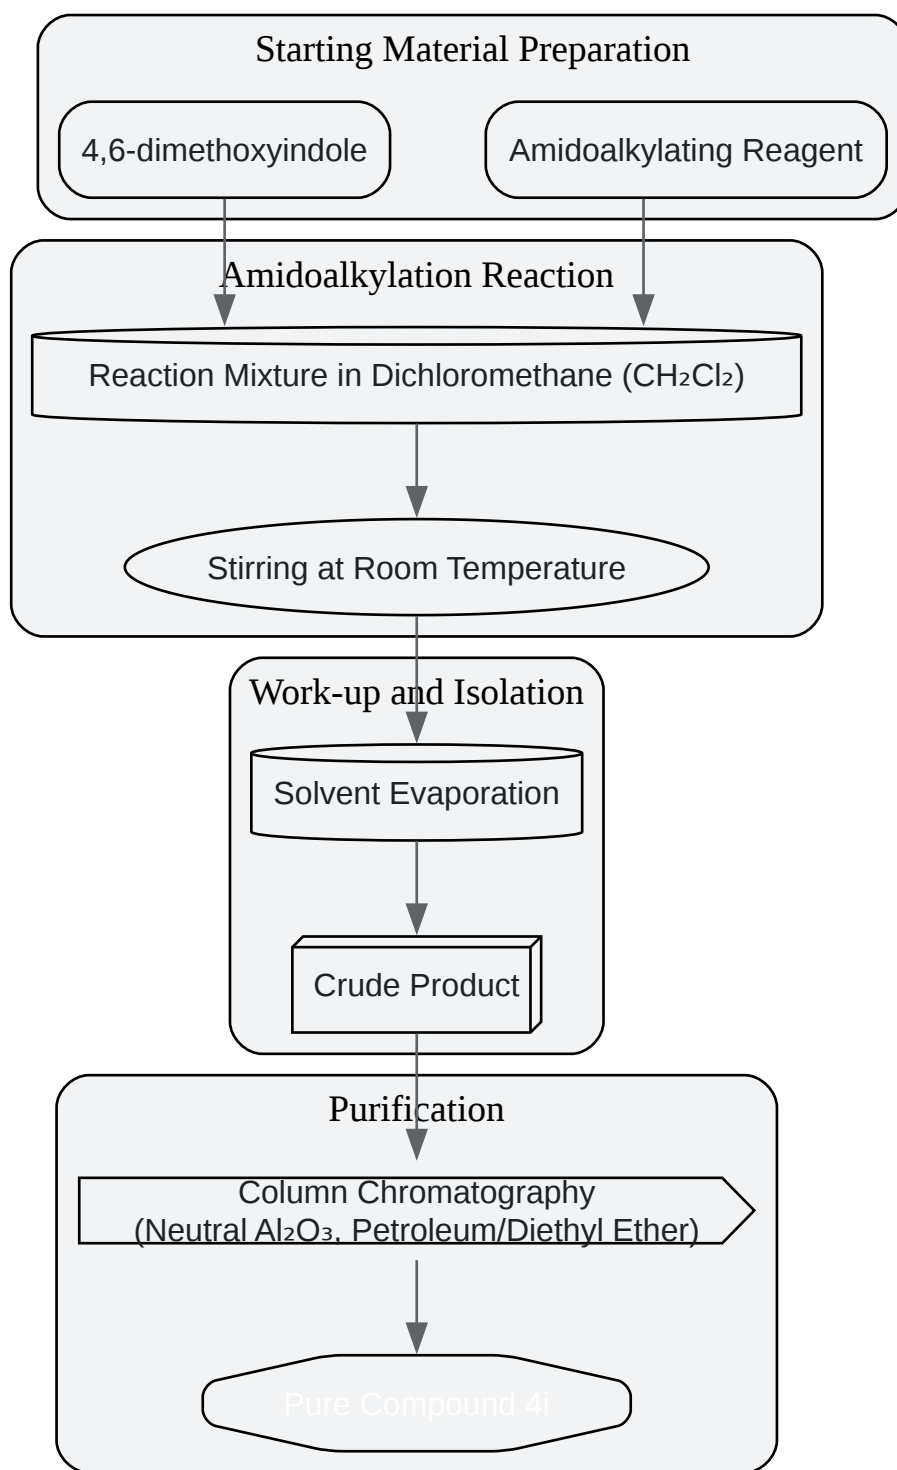 Starting Material Preparation
4,6-dimethoxyindole
Amidoalkylating Reagent
Amidoalkylation Reaction
Reaction Mixture in Dichloromethane (CH₂Cl₂)
Stirring at Room Temperature
Work-up and Isolation
Solvent Evaporation
Crude Product
Purification
Column Chromatography
(Neutral Al₂O₃, Petroleum/Diethyl Ether)
Pure Compound 4i